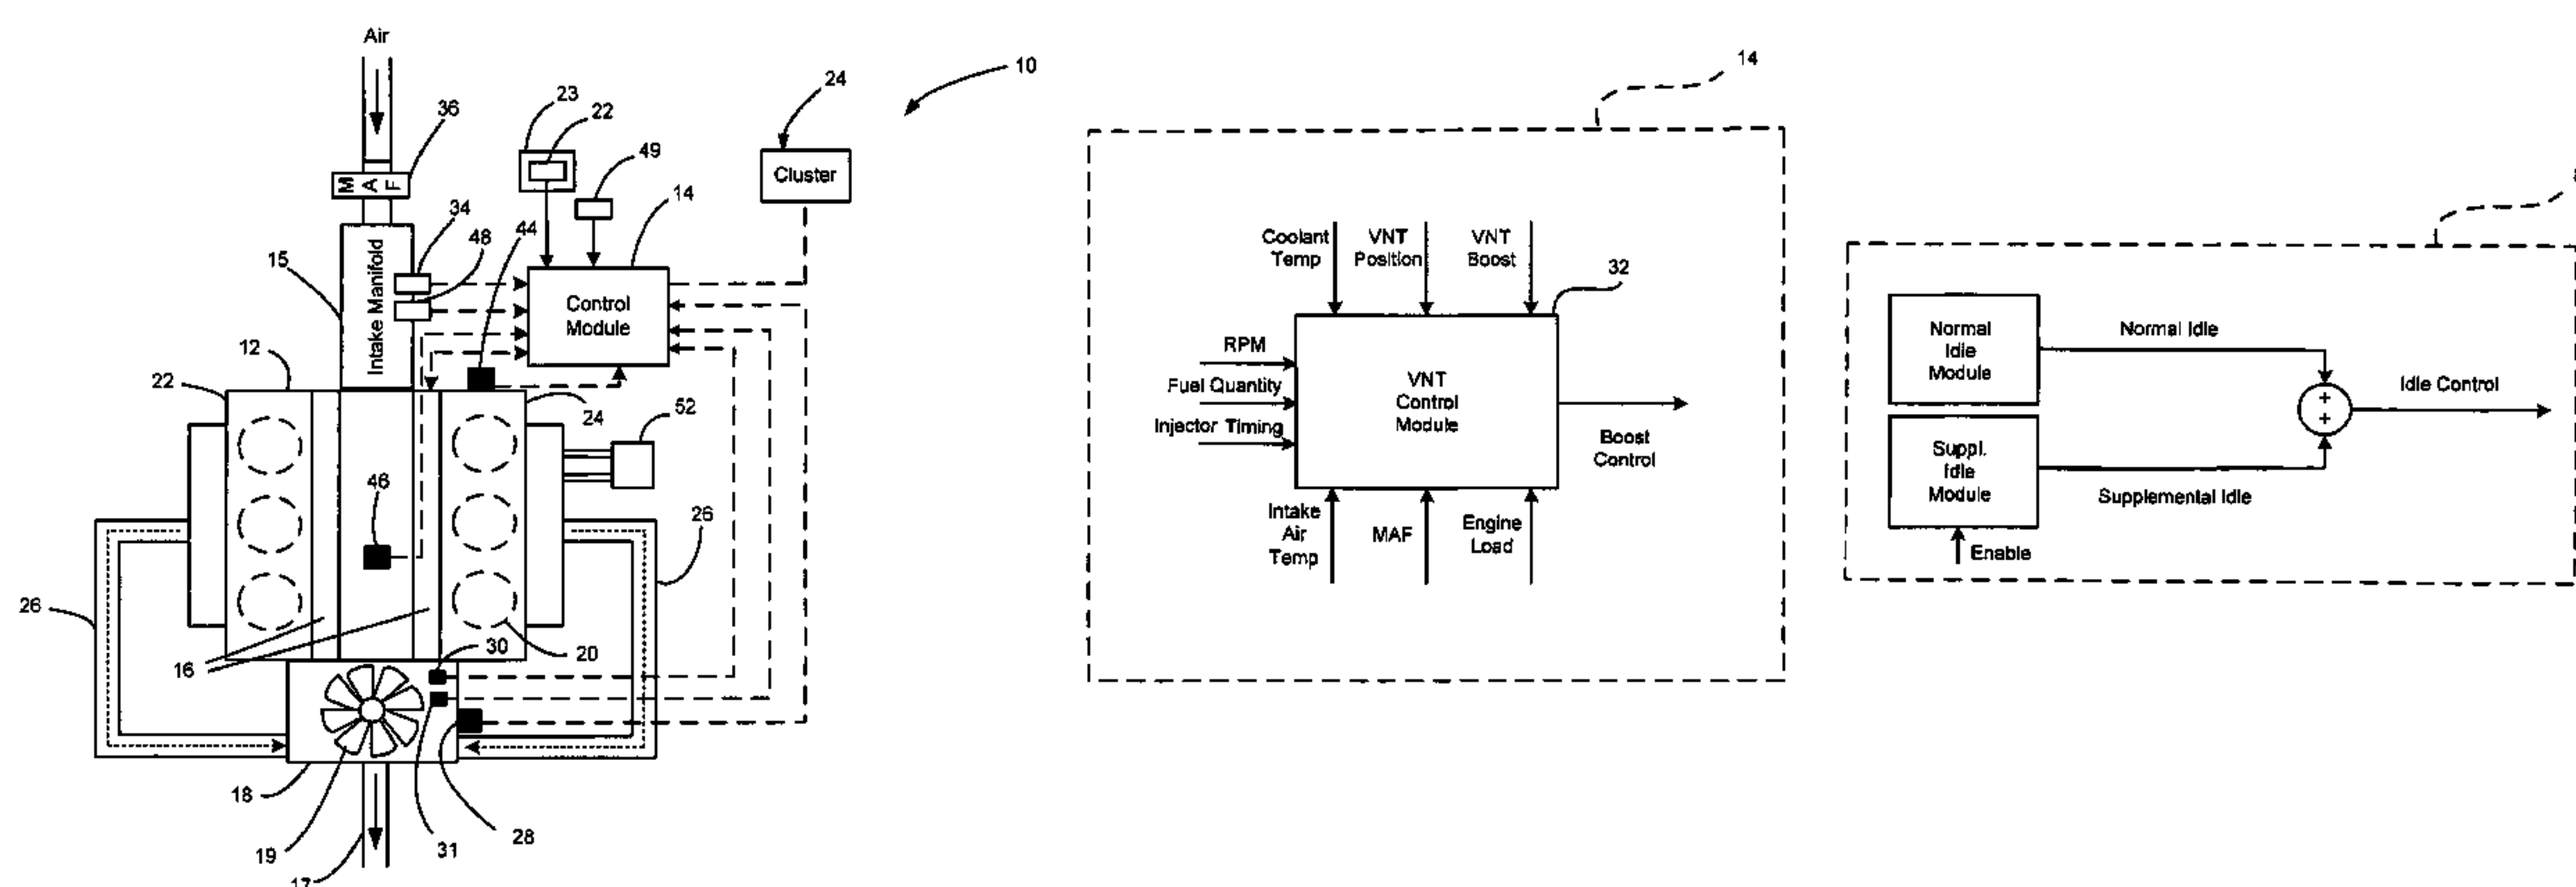 Air
10
24
23
22
36
49
Cluster
M A F
34
14
48
44
15
Intake Manifold
Control
Module
12
22
24
52
46
26
26
16
20
30
18
19
31
28
17
14
Coolant
Temp
VNT
Position
VNT
Boost
32
RPM
Fuel Quantity
Injector Timing
VNT
Control
Module
Boost
Control
Intake
Air
Temp
MAF
Engine
Load
Normal
Idle
Module
Normal Idle
+
+
Idle Control
Suppl.
Idle
Module
Supplemental Idle
Enable